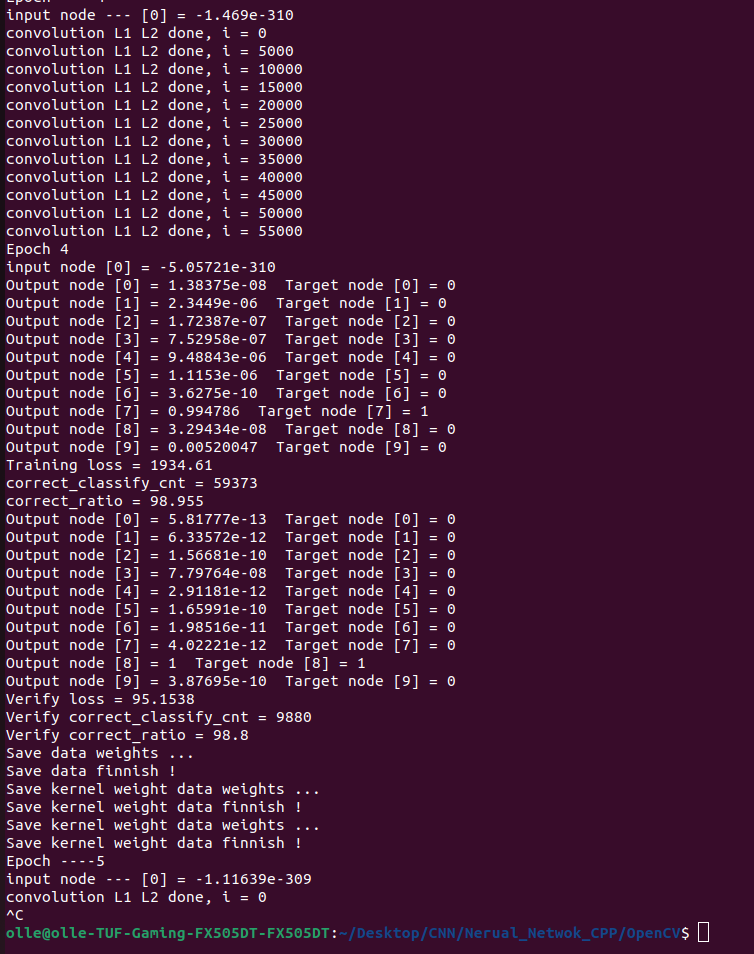 input node --- [0] = -1.469e-310
convolution L1 L2 done, i = 0
convolution L1 L2 done, i = 5000
convolution L1 L2 done, i = 10000
convolution L1 L2 done, i = 15000
convolution L1 L2 done, i = 20000
convolution L1 L2 done, i = 25000
convolution L1 L2 done, i = 30000
convolution L1 L2 done, i = 35000
convolution L1 L2 done, i = 40000
convolution L1 L2 done, i = 45000
convolution L1 L2 done, i = 50000
convolution L1 L2 done, i = 55000
Epoch 4
input node [0] = -5.05721e-310
Output node [0] = 1.38375e-08  Target node [0] = 0
Output node [1] = 2.3449e-06  Target node [1] = 0
Output node [2] = 1.72387e-07  Target node [2] = 0
Output node [3] = 7.52958e-07  Target node [3] = 0
Output node [4] = 9.48843e-06  Target node [4] = 0
Output node [5] = 1.1153e-06  Target node [5] = 0
Output node [6] = 3.6275e-10  Target node [6] = 0
Output node [7] = 0.994786  Target node [7] = 1
Output node [8] = 3.29434e-08  Target node [8] = 0
Output node [9] = 0.00520047  Target node [9] = 0
Training loss = 1934.61
correct_classify_cnt = 59373
correct_ratio = 98.955
Output node [0] = 5.81777e-13  Target node [0] = 0
Output node [1] = 6.33572e-12  Target node [1] = 0
Output node [2] = 1.56681e-10  Target node [2] = 0
Output node [3] = 7.79764e-08  Target node [3] = 0
Output node [4] = 2.91181e-12  Target node [4] = 0
Output node [5] = 1.65991e-10  Target node [5] = 0
Output node [6] = 1.98516e-11  Target node [6] = 0
Output node [7] = 4.02221e-12  Target node [7] = 0
Output node [8] = 1  Target node [8] = 1
Output node [9] = 3.87695e-10  Target node [9] = 0
Verify loss = 95.1538
Verify correct_classify_cnt = 9880
Verify correct_ratio = 98.8
Save data weights ...
Save data finnish !
Save kernel weight data weights ...
Save kernel weight data finnish !
Save kernel weight data weights ...
Save kernel weight data finnish !
Epoch ----5
input node --- [0] = -1.11639e-309
convolution L1 L2 done, i = 0
^C
olle@olle-TUF-Gaming-FX505DT-FX505DT:~/Desktop/CNN/Nerual_Netwok_CPP/OpenCV$